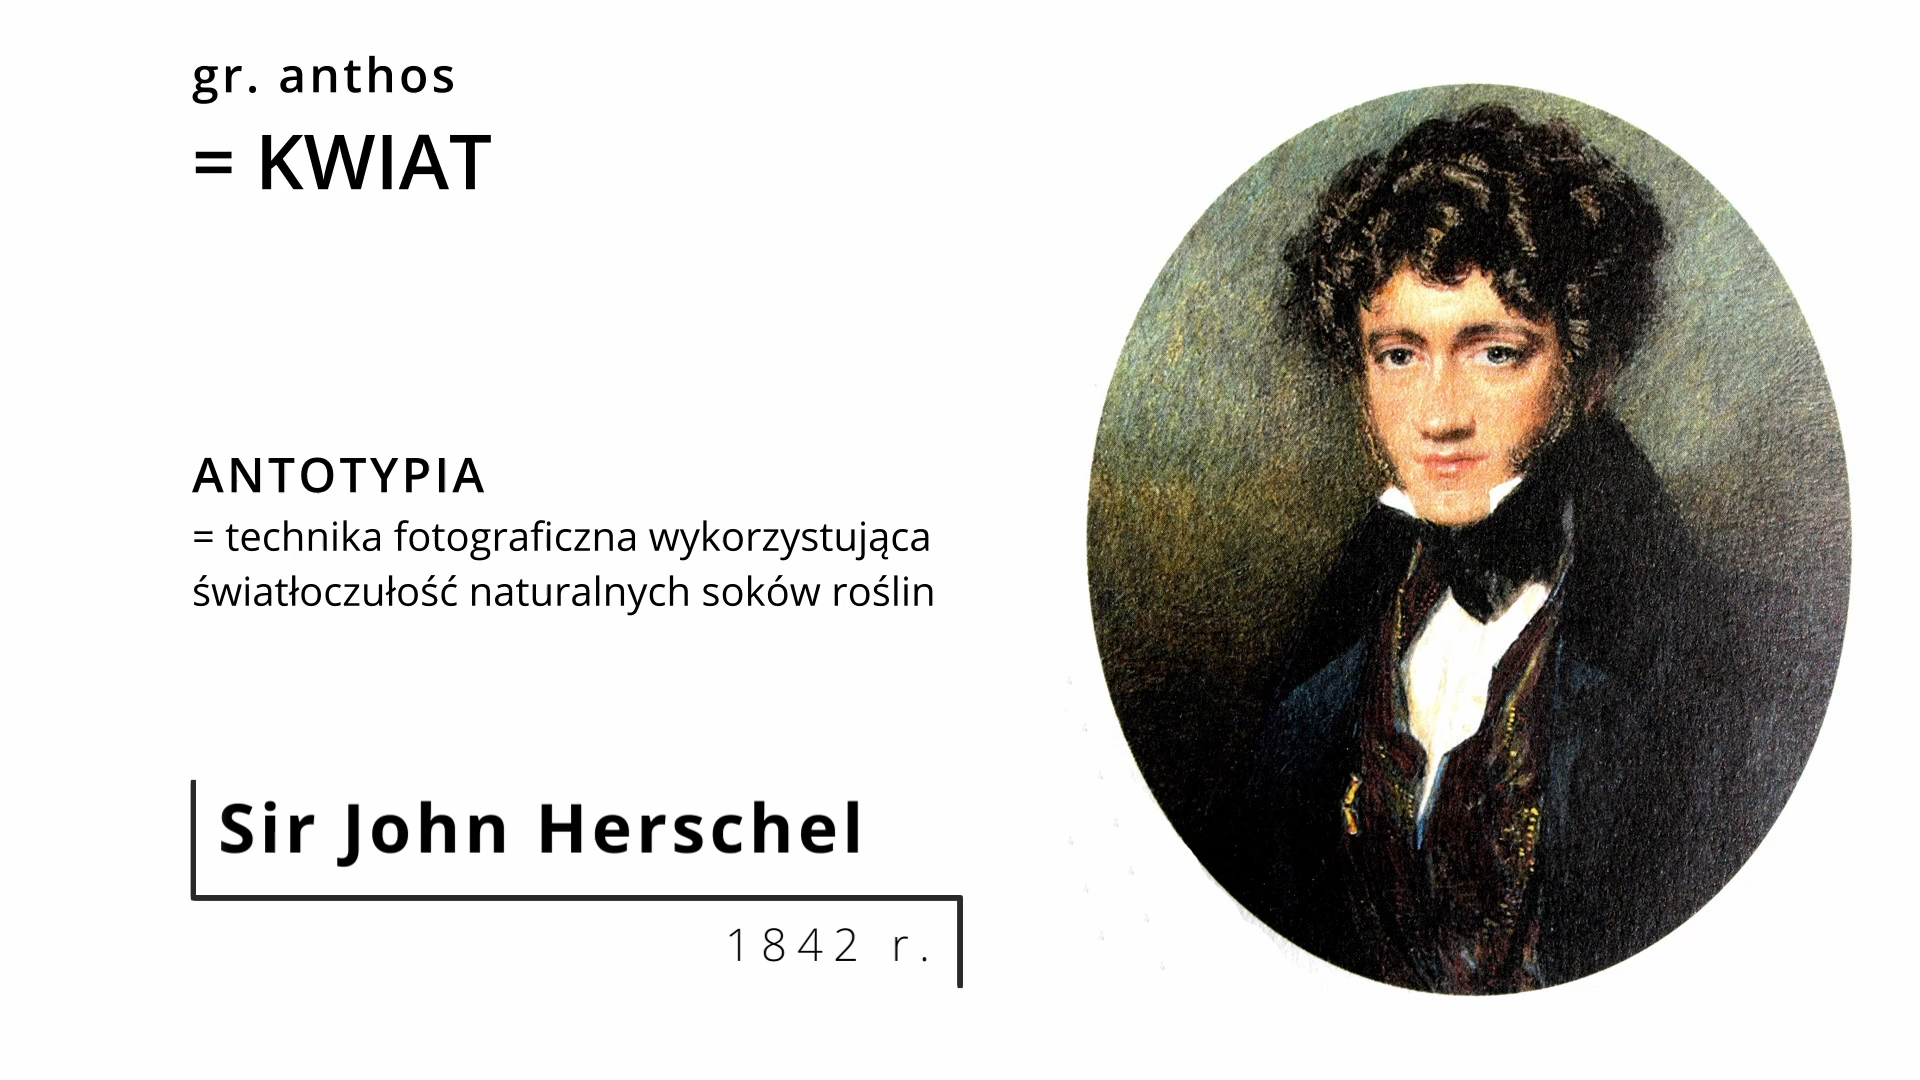 gr. anthos
= KWIAT
ANTOTYPIA
= technika fotograficzna wykorzystująca
światłoczułość naturalnych soków roślin
Sir John Herschel
1842 r.